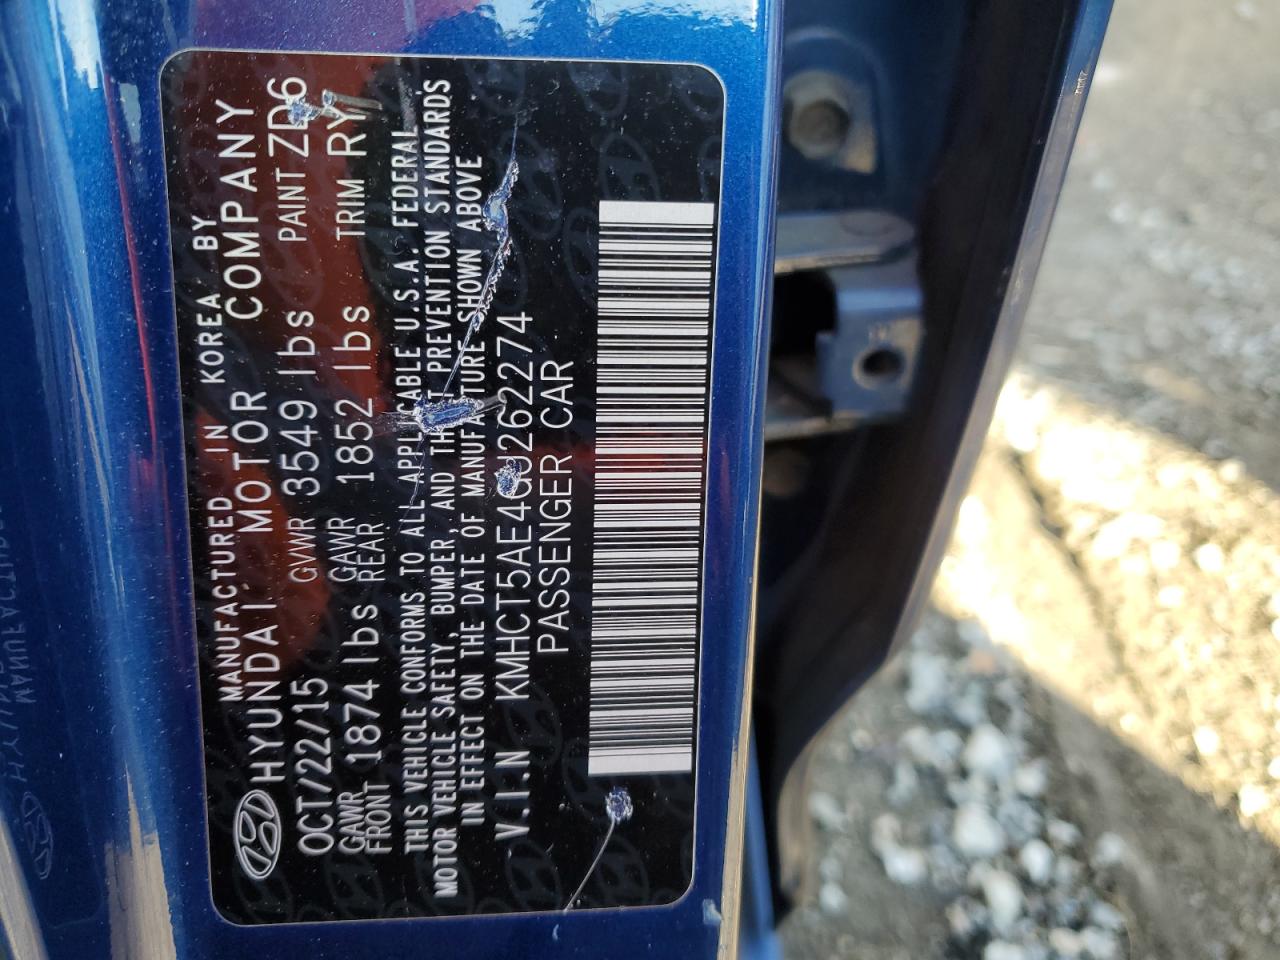 MANUFACTURED IN KOREA BY
HYUNDAI MOTOR COMPANY
OCT/22/15 GVWR 3549 lbs PAINT ZD6
GAWR FRONT 1874 lbs GAWR REAR 1852 lbs TRIM RY
THIS VEHICLE CONFORMS TO ALL APPLICABLE U.S.A. FEDERAL
MOTOR VEHICLE SAFETY, BUMPER, AND THEFT PREVENTION STANDARDS
IN EFFECT ON THE DATE OF MANUFACTURE SHOWN ABOVE
V.I.N KMHCT5AE4GU262274
PASSENGER CAR